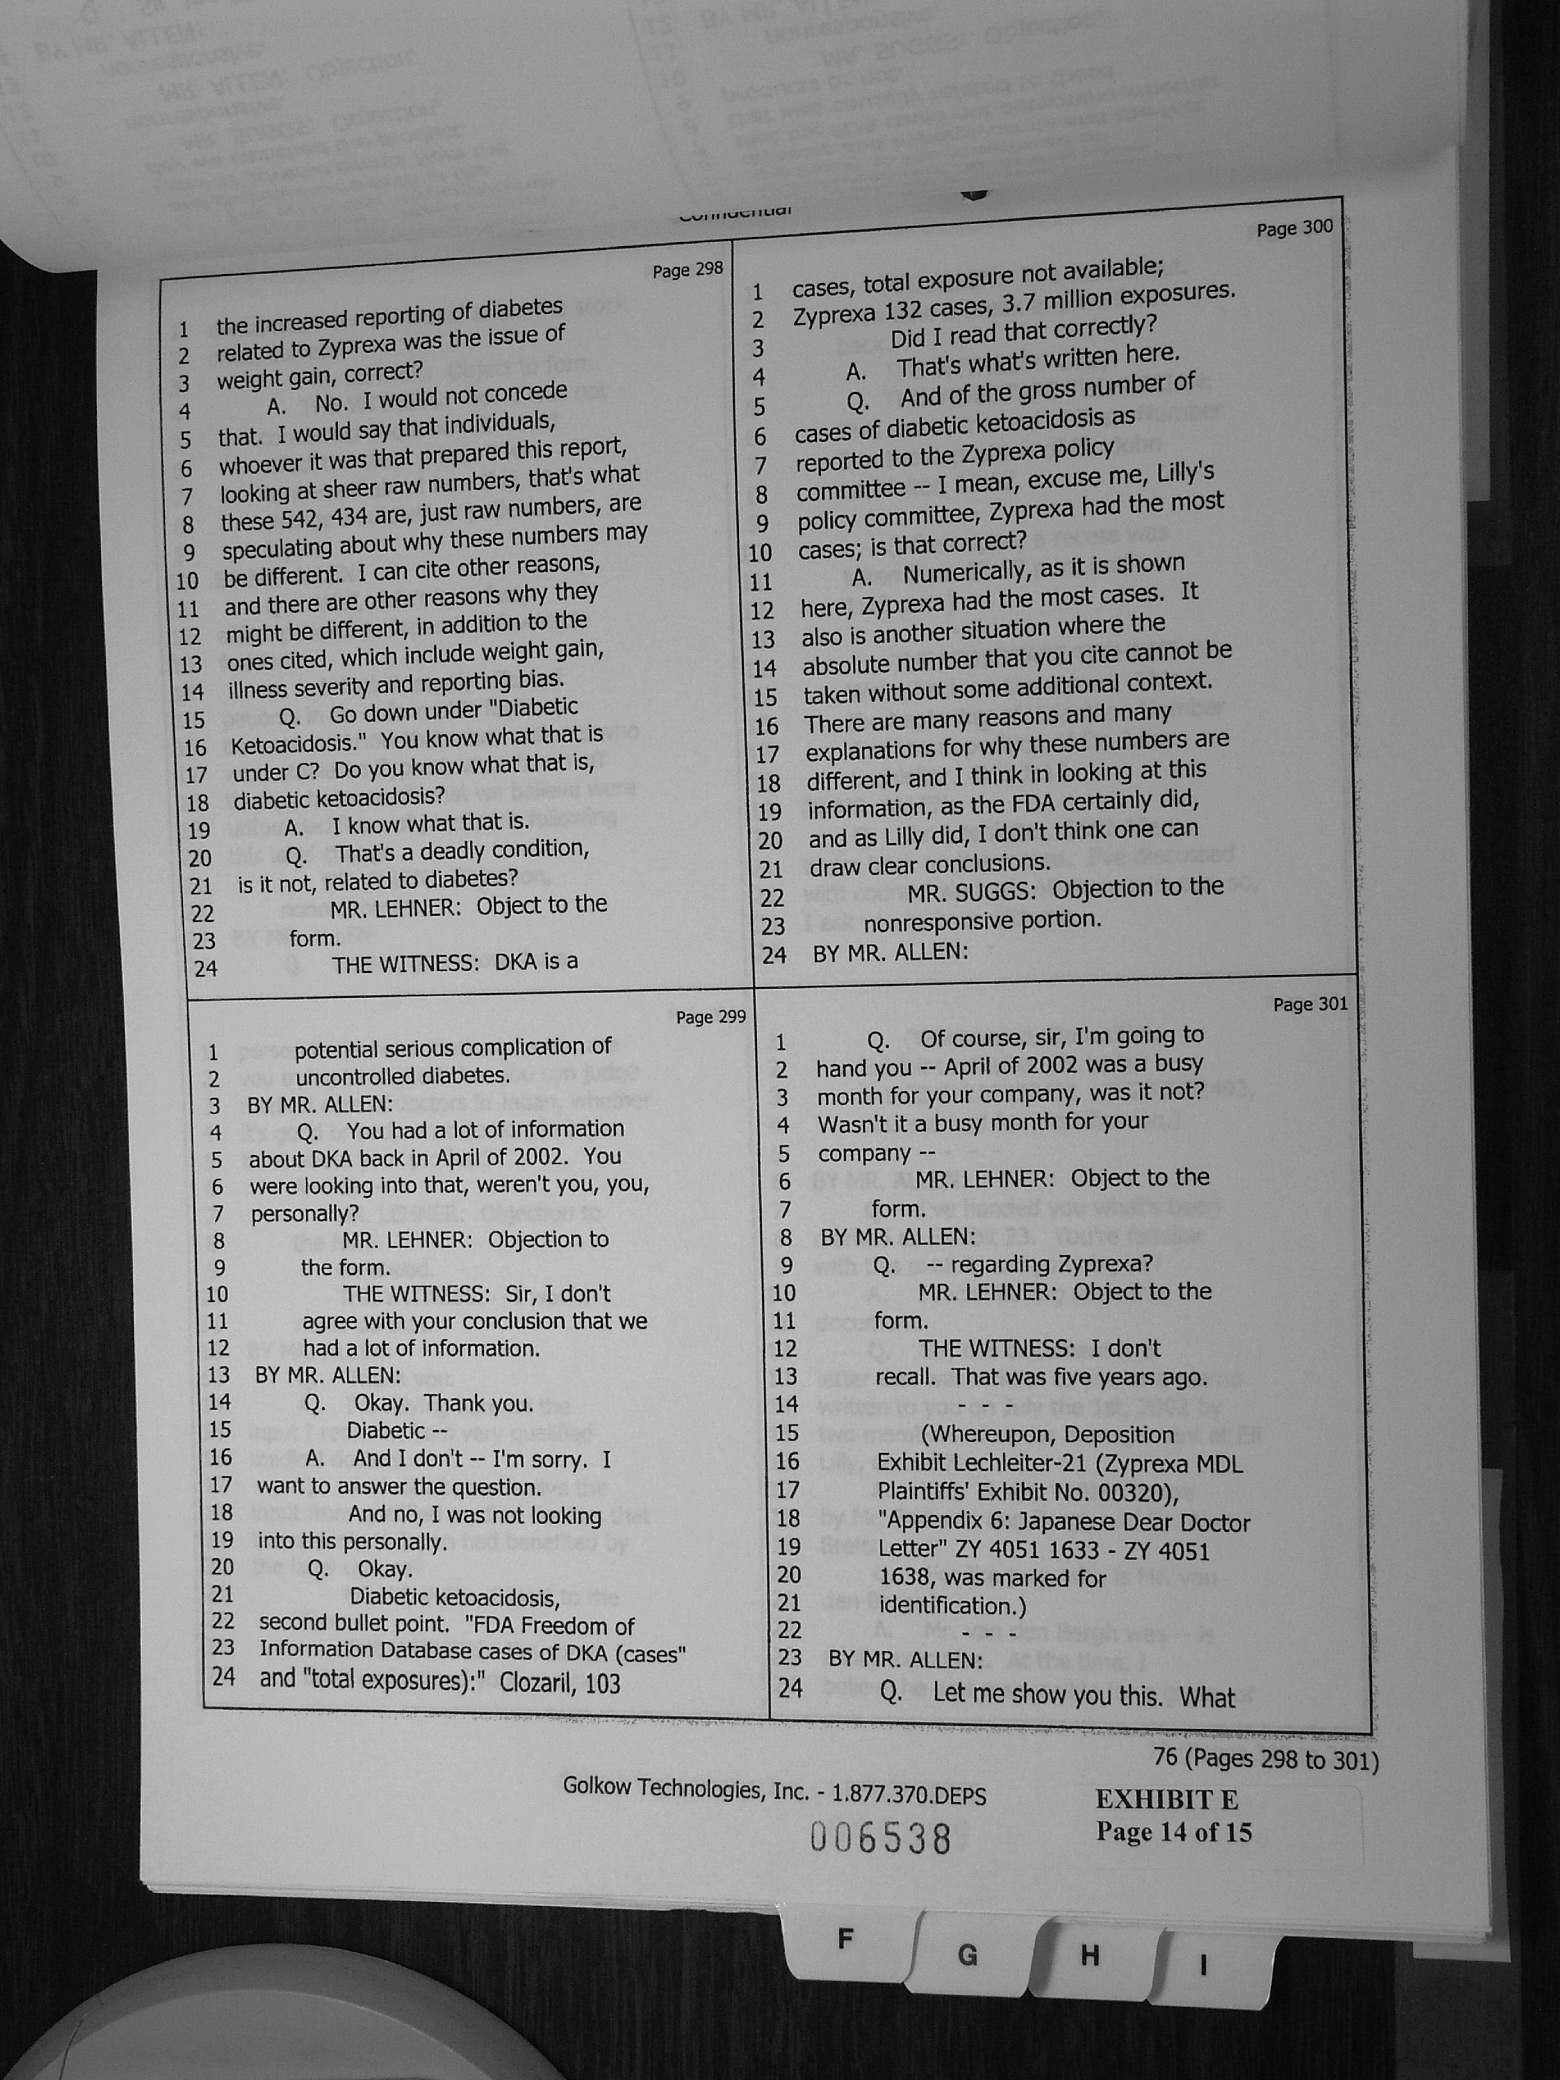 Confidential
Page 298
1 the increased reporting of diabetes
2 related to Zyprexa was the issue of
3 weight gain, correct?
4 A. No. I would not concede
5 that. I would say that individuals,
6 whoever it was that prepared this report,
7 looking at sheer raw numbers, that's what
8 these 542, 434 are, just raw numbers, are
9 speculating about why these numbers may
10 be different. I can cite other reasons,
11 and there are other reasons why they
12 might be different, in addition to the
13 ones cited, which include weight gain,
14 illness severity and reporting bias.
15 Q. Go down under "Diabetic
16 Ketoacidosis." You know what that is
17 under C? Do you know what that is,
18 diabetic ketoacidosis?
19 A. I know what that is.
20 Q. That's a deadly condition,
21 is it not, related to diabetes?
22 MR. LEHNER: Object to the
23 form.
24 THE WITNESS: DKA is a
Page 299
1 potential serious complication of
2 uncontrolled diabetes.
3 BY MR. ALLEN:
4 Q. You had a lot of information
5 about DKA back in April of 2002. You
6 were looking into that, weren't you, you,
7 personally?
8 MR. LEHNER: Objection to
9 the form.
10 THE WITNESS: Sir, I don't
11 agree with your conclusion that we
12 had a lot of information.
13 BY MR. ALLEN:
14 Q. Okay. Thank you.
15 Diabetic --
16 A. And I don't -- I'm sorry. I
17 want to answer the question.
18 And no, I was not looking
19 into this personally.
20 Q. Okay.
21 Diabetic ketoacidosis,
22 second bullet point. "FDA Freedom of
23 Information Database cases of DKA (cases"
24 and "total exposures):" Clozaril, 103
Page 300
1 cases, total exposure not available;
2 Zyprexa 132 cases, 3.7 million exposures.
3 Did I read that correctly?
4 A. That's what's written here.
5 Q. And of the gross number of
6 cases of diabetic ketoacidosis as
7 reported to the Zyprexa policy
8 committee -- I mean, excuse me, Lilly's
9 policy committee, Zyprexa had the most
10 cases; is that correct?
11 A. Numerically, as it is shown
12 here, Zyprexa had the most cases. It
13 also is another situation where the
14 absolute number that you cite cannot be
15 taken without some additional context.
16 There are many reasons and many
17 explanations for why these numbers are
18 different, and I think in looking at this
19 information, as the FDA certainly did,
20 and as Lilly did, I don't think one can
21 draw clear conclusions.
22 MR. SUGGS: Objection to the
23 nonresponsive portion.
24 BY MR. ALLEN:
Page 301
1 Q. Of course, sir, I'm going to
2 hand you -- April of 2002 was a busy
3 month for your company, was it not?
4 Wasn't it a busy month for your
5 company --
6 MR. LEHNER: Object to the
7 form.
8 BY MR. ALLEN:
9 Q. -- regarding Zyprexa?
10 MR. LEHNER: Object to the
11 form.
12 THE WITNESS: I don't
13 recall. That was five years ago.
14 - - -
15 (Whereupon, Deposition
16 Exhibit Lechleiter-21 (Zyprexa MDL
17 Plaintiffs' Exhibit No. 00320),
18 "Appendix 6: Japanese Dear Doctor
19 Letter" ZY 4051 1633 - ZY 4051
20 1638, was marked for
21 identification.)
22 - - -
23 BY MR. ALLEN:
24 Q. Let me show you this. What
76 (Pages 298 to 301)
Golkow Technologies, Inc. - 1.877.370.DEPS
EXHIBIT E
006538
Page 14 of 15
F
G
H
I